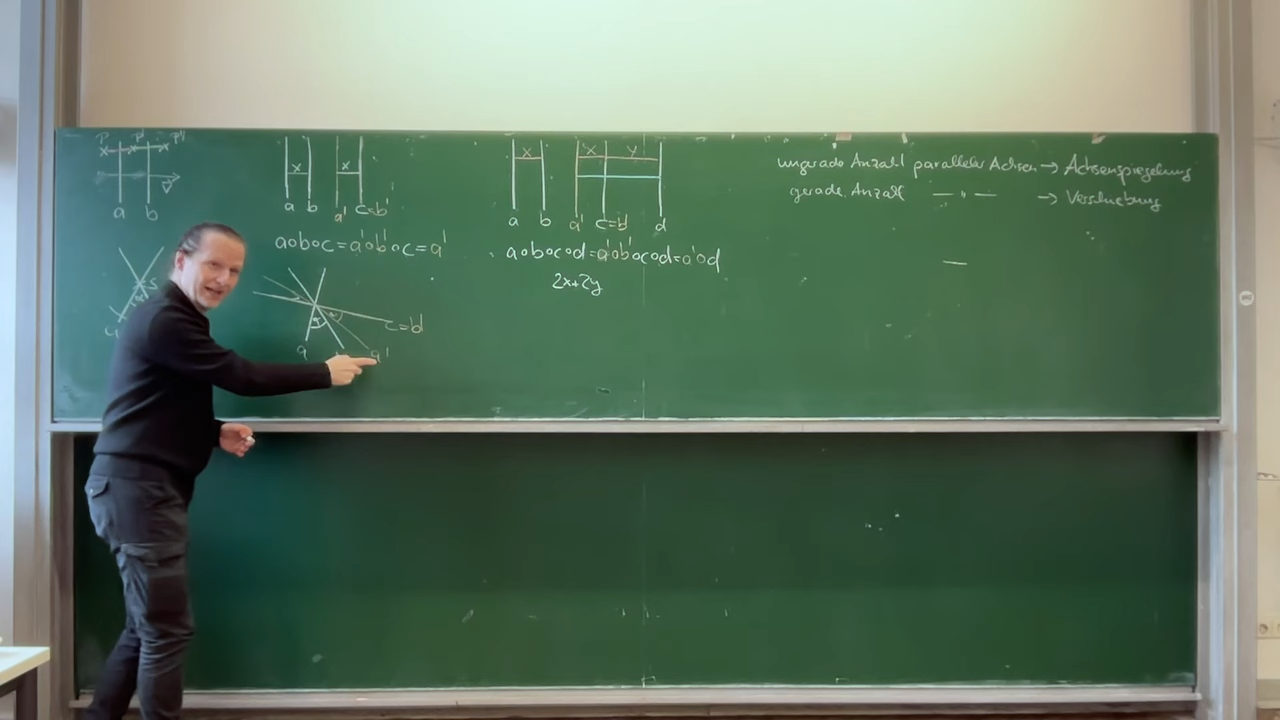 P P' P''
a b
S
x x
a b a' c=b'
a∘b∘c=a'∘b'∘c=a'
α α
c=b'
a a'
x x y
a b a' c=b' d
a∘b∘c∘d=a'∘b'∘c∘d=a'∘d
2x+2y
ungerade Anzahl paralleler Achsen → Achsenspiegelung
gerade Anzahl — " — → Verschiebung
—